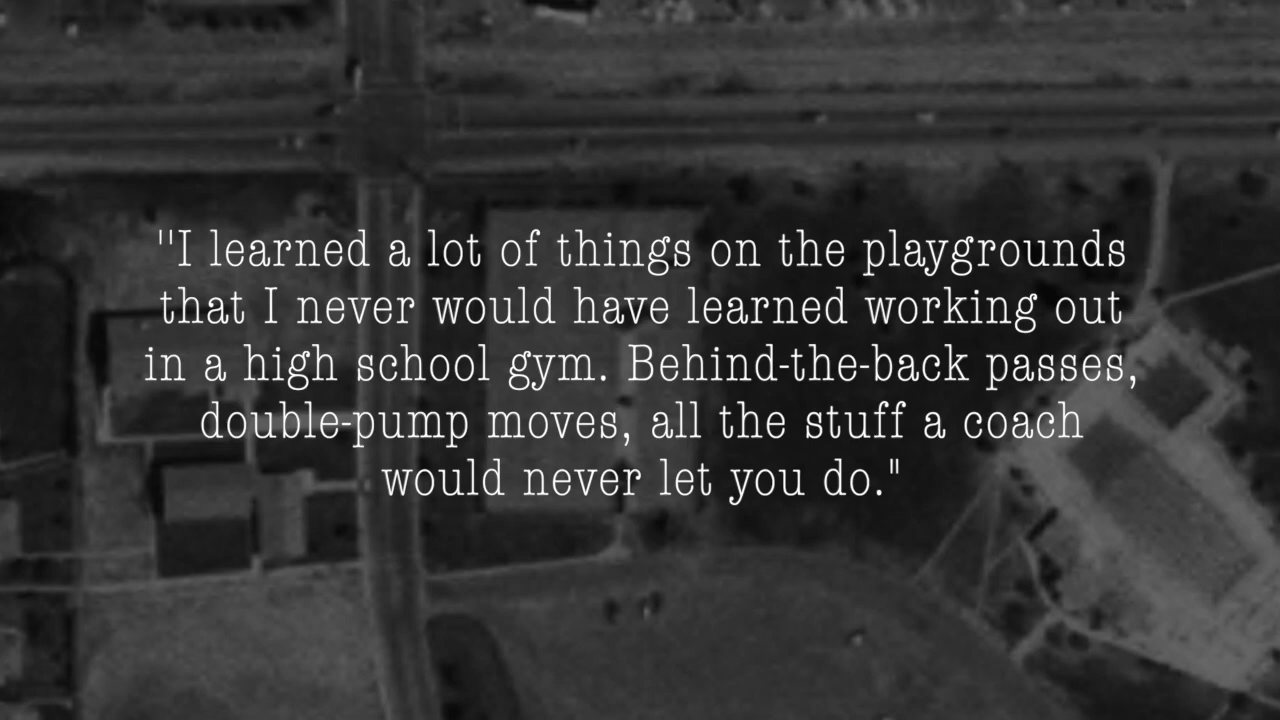 "I learned a lot of things on the playgrounds
that I never would have learned working out
in a high school gym. Behind-the-back passes,
double-pump moves, all the stuff a coach
would never let you do."